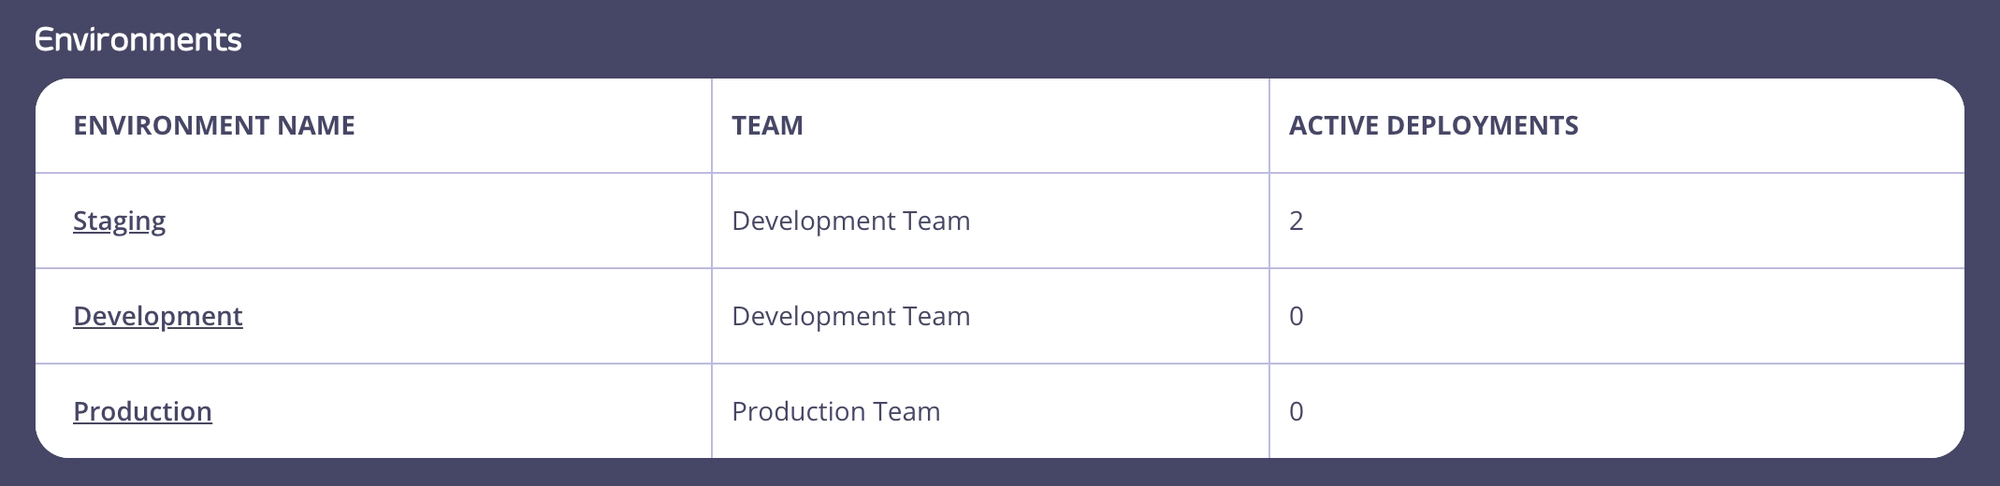 Environments
ENVIRONMENT NAME TEAM ACTIVE DEPLOYMENTS
Staging Development Team 2
Development Development Team 0
Production Production Team 0